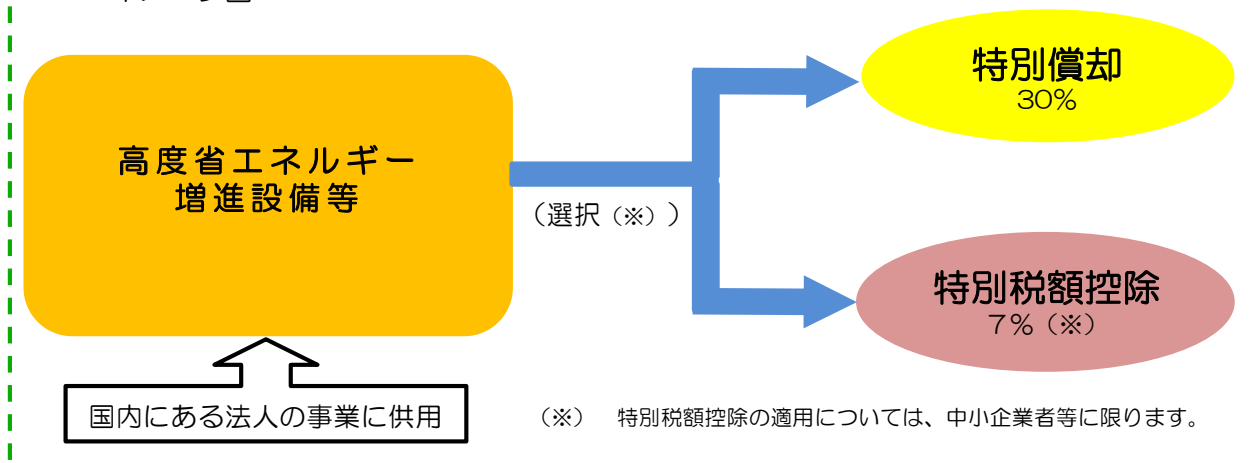 特別償却
30%
高度省エネルギー
増進設備等
（選択（※））
特別税額控除
7%（※）
国内にある法人の事業に供用
（※）　特別税額控除の適用については、中小企業者等に限ります。